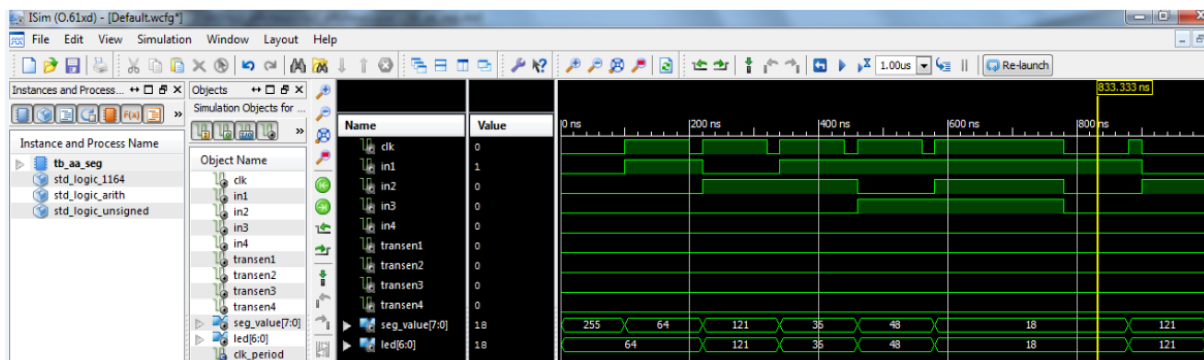 ISim (O.61xd) - [Default.wcfg*]
File Edit View Simulation Window Layout Help
1.00us Re-launch
Instances and Process...
Instance and Process Name
tb_aa_seg
std_logic_1164
std_logic_arith
std_logic_unsigned
Objects
Simulation Objects for ...
Object Name
clk
in1
in2
in3
in4
transen1
transen2
transen3
transen4
seg_value[7:0]
led[6:0]
clk_period
833.333 ns
Name Value 0 ns 200 ns 400 ns 600 ns 800 ns
clk 0
in1 1
in2 0
in3 0
in4 0
transen1 0
transen2 0
transen3 0
transen4 0
seg_value[7:0] 18 255 64 121 36 48 18 121
led[6:0] 18 64 121 36 48 18 121